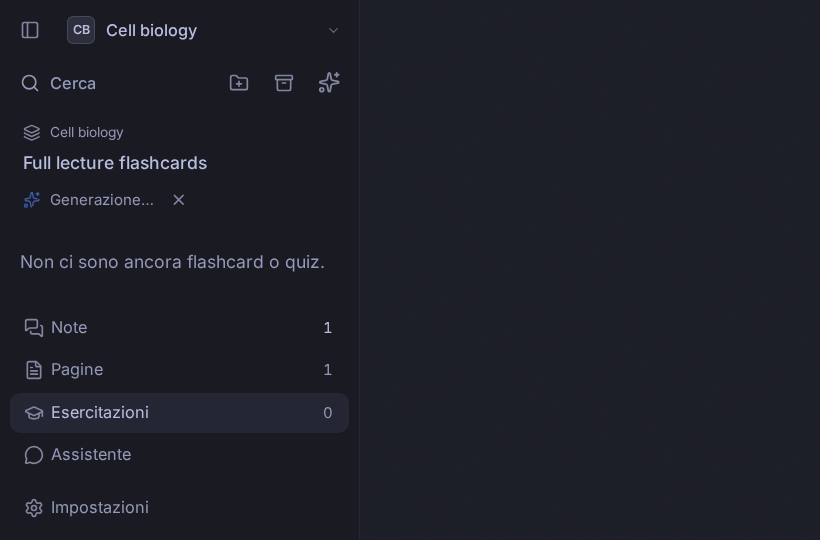 CB Cell biology
Cerca
Cell biology
Full lecture flashcards
Generazione...
Non ci sono ancora flashcard o quiz.
Note 1
Pagine 1
Esercitazioni 0
Assistente
Impostazioni